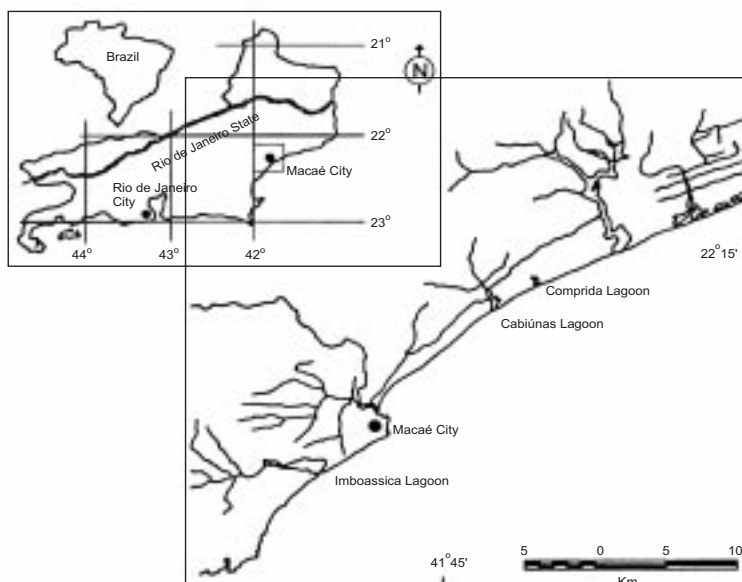 Brazil
21°
N
22°
Rio de Janeiro State
Macaé City
Rio de Janeiro
City
23°
44°
43°
42°
22°15'
Comprida Lagoon
Cabiúnas Lagoon
Macaé City
Imboassica Lagoon
41°45'
5
0
5
10
Km